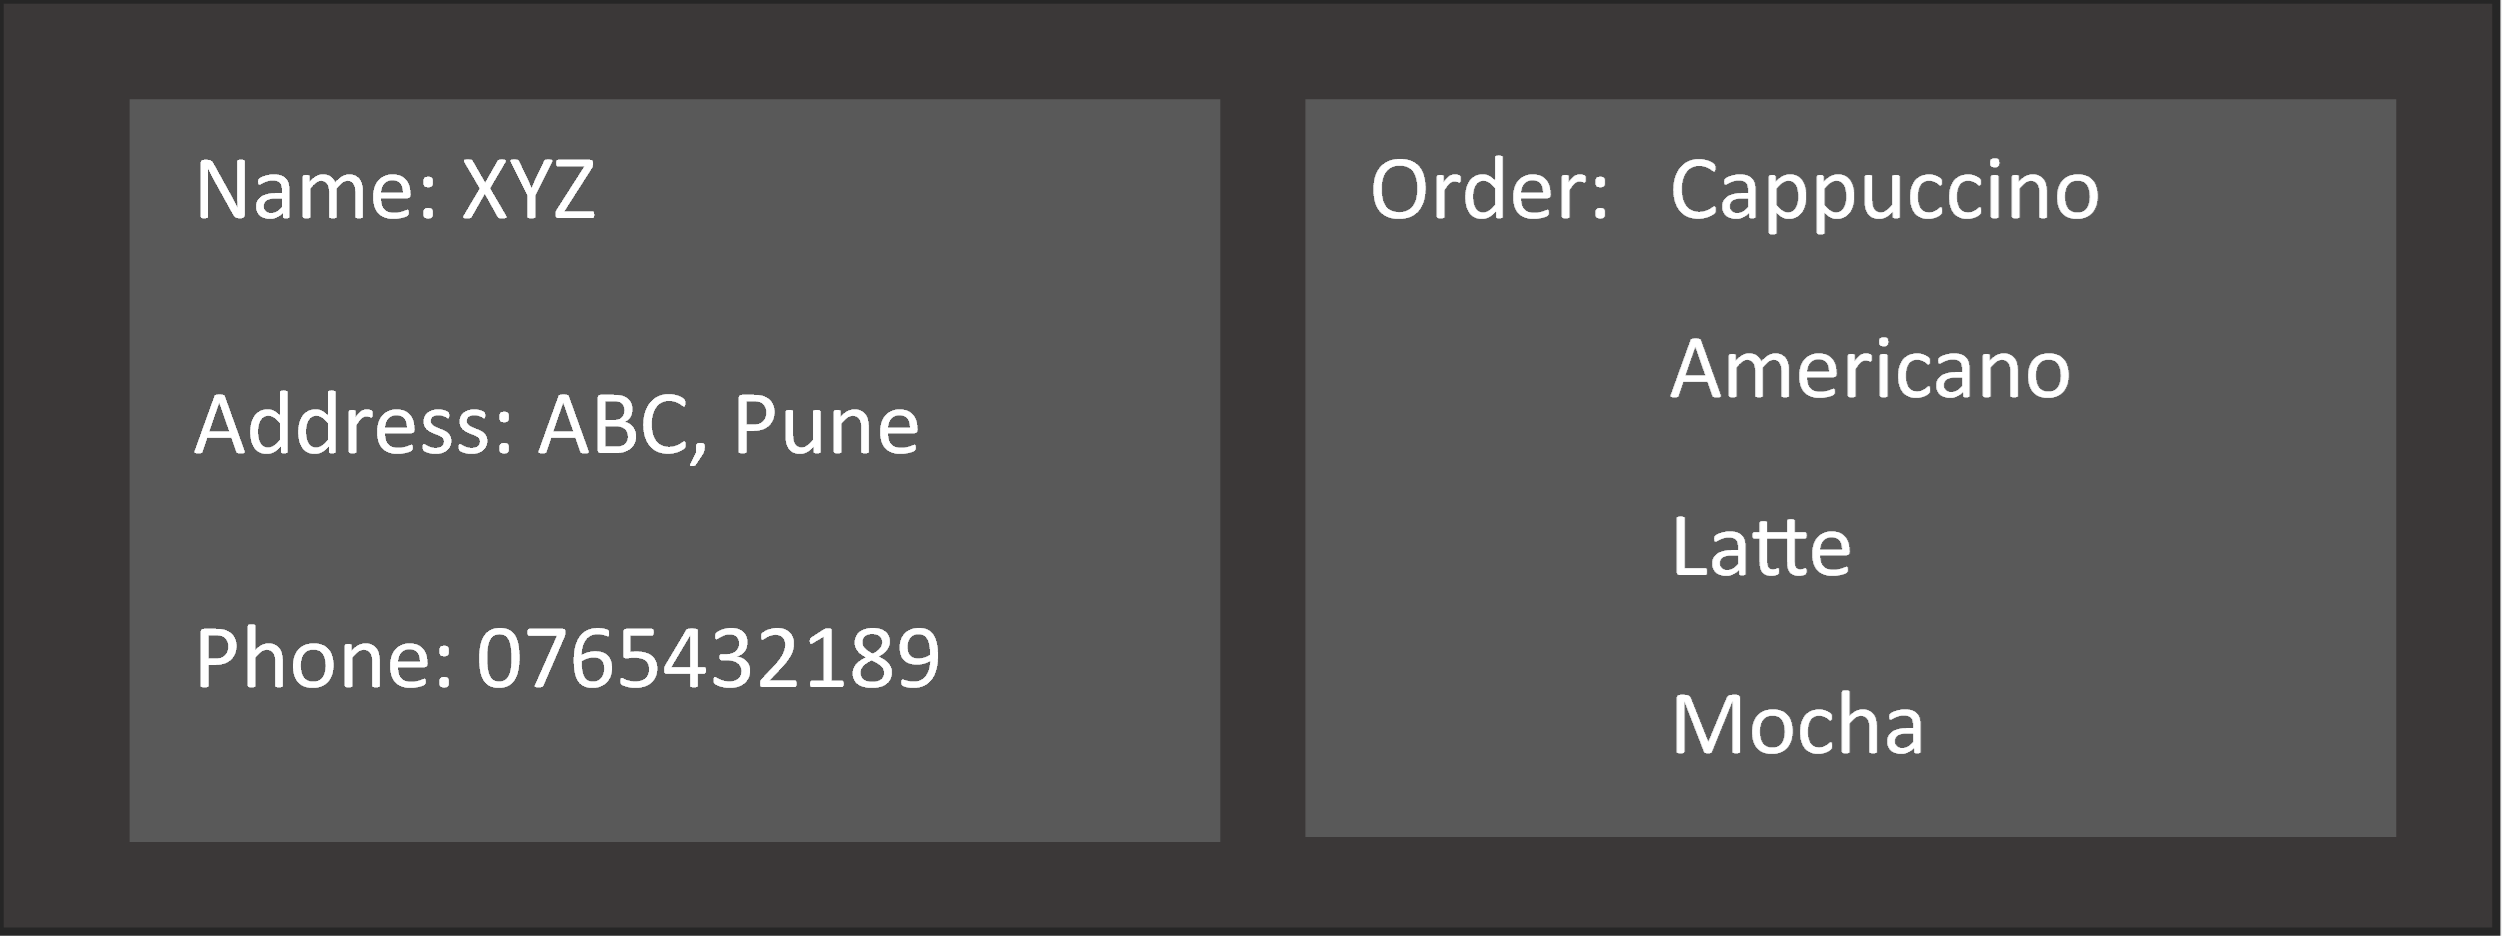 Name: XYZ
Address: ABC, Pune
Phone: 0765432189
Order: Cappuccino
Americano
Latte
Mocha